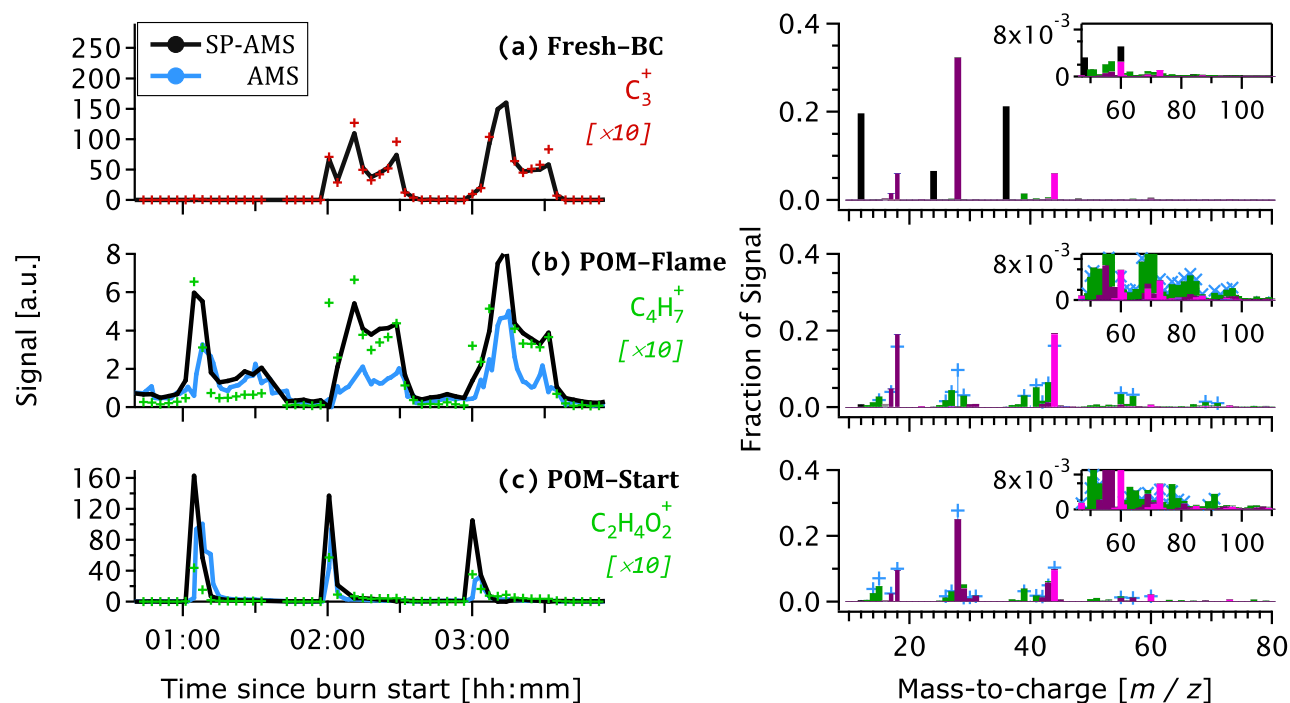 SP-AMS
AMS
(a) Fresh–BC
C3+
[×10]
250
200
150
100
50
0
(b) POM–Flame
C4H7+
[×10]
8
6
4
2
0
(c) POM–Start
C2H4O2+
[×10]
160
120
80
40
0
Signal [a.u.]
01:00 02:00 03:00
Time since burn start [hh:mm]
0.4
0.2
0.0
8x10-3
0
60 80 100
0.4
0.2
0.0
8x10-3
0
60 80 100
0.4
0.2
0.0
8x10-3
0
60 80 100
Fraction of Signal
20 40 60 80
Mass-to-charge [m / z]